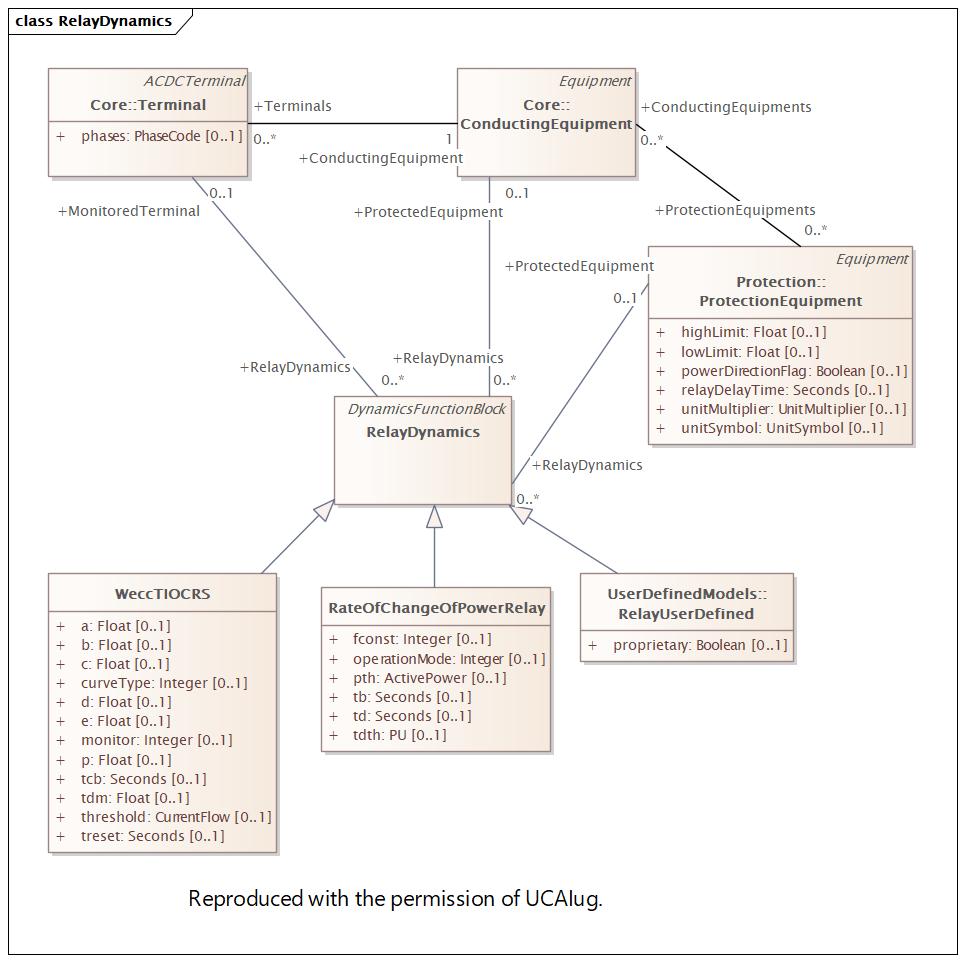 class RelayDynamics
ACDCTerminal
Core::Terminal
+ phases: PhaseCode [0..1]
+Terminals
0..*
1
+ConductingEquipment
Equipment
Core::
ConductingEquipment
+ConductingEquipments
0..*
+ProtectionEquipments
0..*
0..1
+MonitoredTerminal
0..1
+ProtectedEquipment
+ProtectedEquipment
0..1
Equipment
Protection::
ProtectionEquipment
+ highLimit: Float [0..1]
+ lowLimit: Float [0..1]
+ powerDirectionFlag: Boolean [0..1]
+ relayDelayTime: Seconds [0..1]
+ unitMultiplier: UnitMultiplier [0..1]
+ unitSymbol: UnitSymbol [0..1]
+RelayDynamics
0..*
+RelayDynamics
0..*
+RelayDynamics
0..*
DynamicsFunctionBlock
RelayDynamics
WeccTIOCRS
+ a: Float [0..1]
+ b: Float [0..1]
+ c: Float [0..1]
+ curveType: Integer [0..1]
+ d: Float [0..1]
+ e: Float [0..1]
+ monitor: Integer [0..1]
+ p: Float [0..1]
+ tcb: Seconds [0..1]
+ tdm: Float [0..1]
+ threshold: CurrentFlow [0..1]
+ treset: Seconds [0..1]
RateOfChangeOfPowerRelay
+ fconst: Integer [0..1]
+ operationMode: Integer [0..1]
+ pth: ActivePower [0..1]
+ tb: Seconds [0..1]
+ td: Seconds [0..1]
+ tdth: PU [0..1]
UserDefinedModels::
RelayUserDefined
+ proprietary: Boolean [0..1]
Reproduced with the permission of UCAIug.